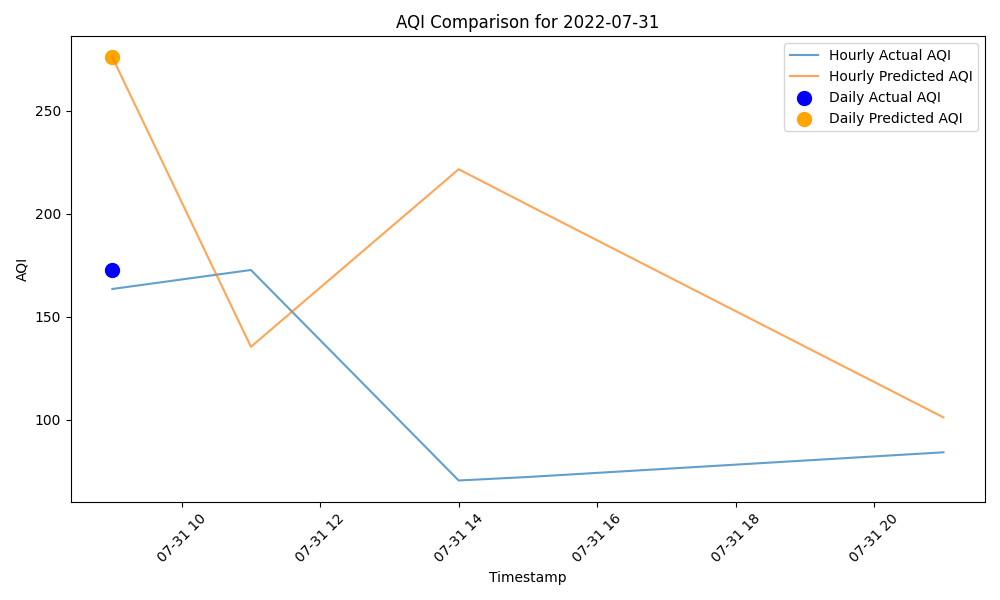 AQI Comparison for 2022-07-31
Hourly Actual AQI
Hourly Predicted AQI
Daily Actual AQI
Daily Predicted AQI
AQI
250
200
150
100
07-31 10
07-31 12
07-31 14
07-31 16
07-31 18
07-31 20
Timestamp